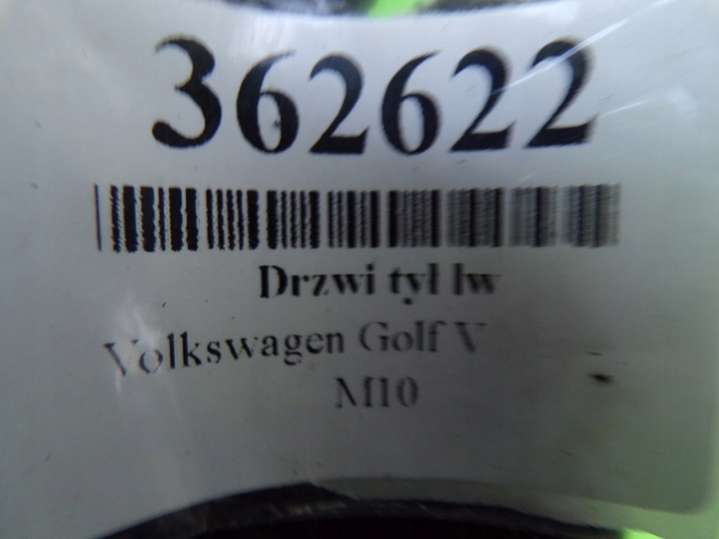 362622
Drzwi tył lw
Volkswagen Golf V
M10